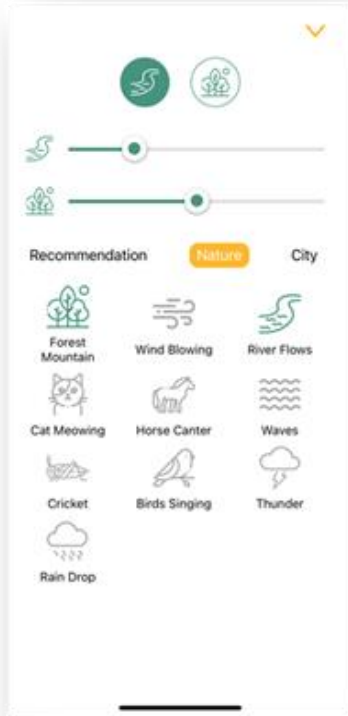 Recommendation Nature City
Forest
Mountain
Wind Blowing
River Flows
Cat Meowing
Horse Canter
Waves
Cricket
Birds Singing
Thunder
Rain Drop